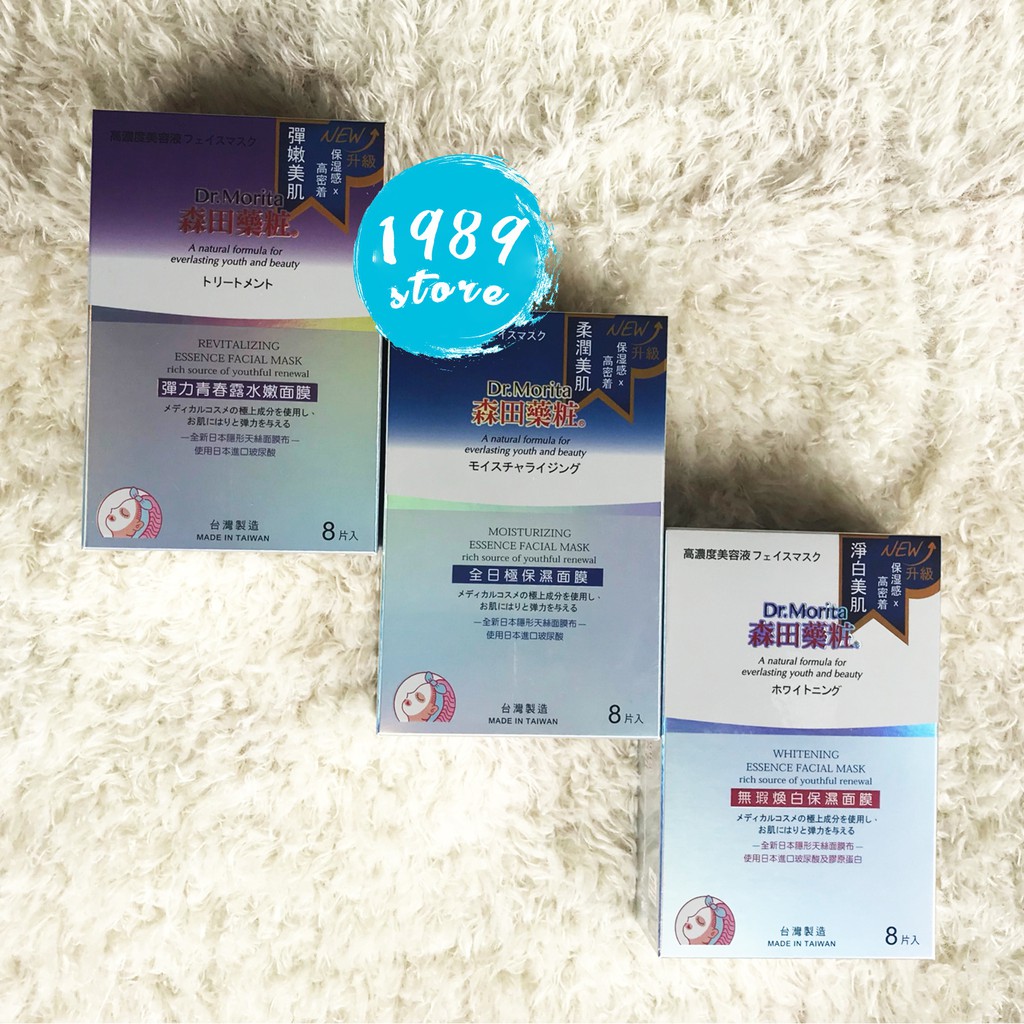 高濃度美容液フェイスマスク
彈嫩美肌
NEW
升級
保湿感x
高密着
Dr.Morita
森田藥粧®
A natural formula for
everlasting youth and beauty
トリートメント
REVITALIZING
ESSENCE FACIAL MASK
rich source of youthful renewal
彈力青春露水嫩面膜
メディカルコスメの極上成分を使用し、
お肌にはりと弾力を与える
—全新日本隱形天絲面膜布—
使用日本進口玻尿酸
台灣製造
MADE IN TAIWAN
8片入
1989
store
イスマスク
柔潤美肌
NEW
升級
保湿感x
高密着
Dr.Morita
森田藥粧®
A natural formula for
everlasting youth and beauty
モイスチャライジング
MOISTURIZING
ESSENCE FACIAL MASK
rich source of youthful renewal
全日極保濕面膜
メディカルコスメの極上成分を使用し、
お肌にはりと弾力を与える
—全新日本隱形天絲面膜布—
使用日本進口玻尿酸
台灣製造
MADE IN TAIWAN
8片入
高濃度美容液フェイスマスク
淨白美肌
NEW
升級
保湿感x
高密着
Dr.Morita
森田藥粧®
A natural formula for
everlasting youth and beauty
ホワイトニング
WHITENING
ESSENCE FACIAL MASK
rich source of youthful renewal
無瑕煥白保濕面膜
メディカルコスメの極上成分を使用し、
お肌にはりと弾力を与える
—全新日本隱形天絲面膜布—
使用日本進口玻尿酸及膠原蛋白
台灣製造
MADE IN TAIWAN
8片入